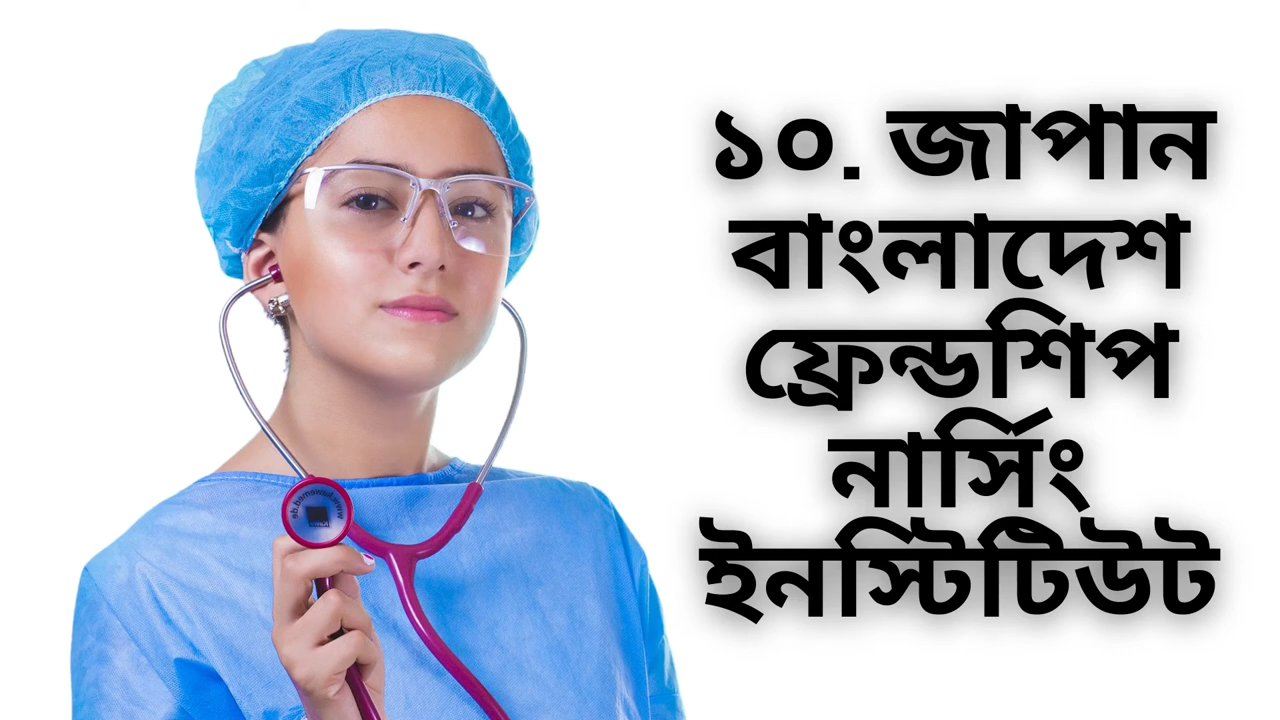 ১০. জাপান
বাংলাদেশ
ফ্রেন্ডশিপ
নার্সিং
ইনস্টিটিউট